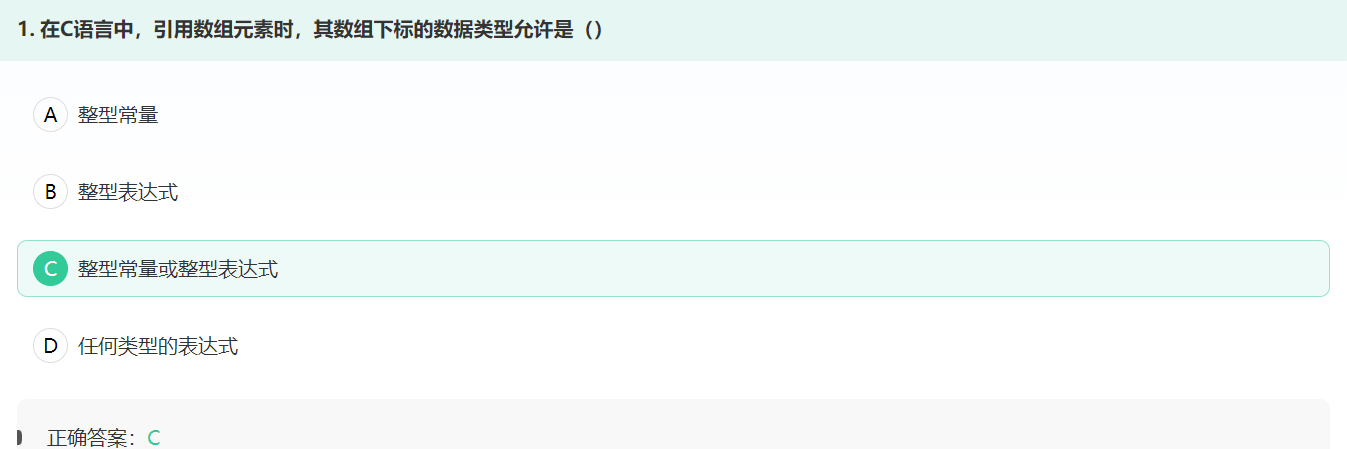 1. 在C语言中，引用数组元素时，其数组下标的数据类型允许是（）
A 整型常量
B 整型表达式
C 整型常量或整型表达式
D 任何类型的表达式
正确答案：C